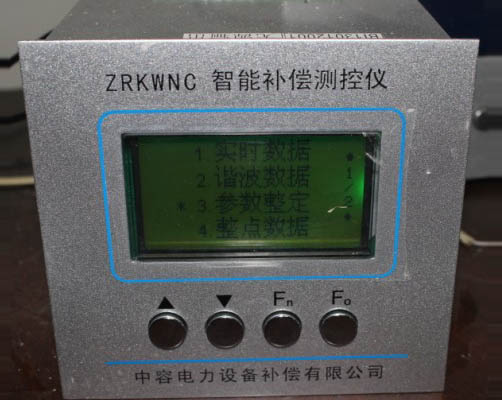 ZRKWNC 智能补偿测控仪
1 实时数据
2 谐波数据
* 3 参数整定
4 整点数据
1/2
▲ ▼ Fn Fo
中容电力设备补偿有限公司